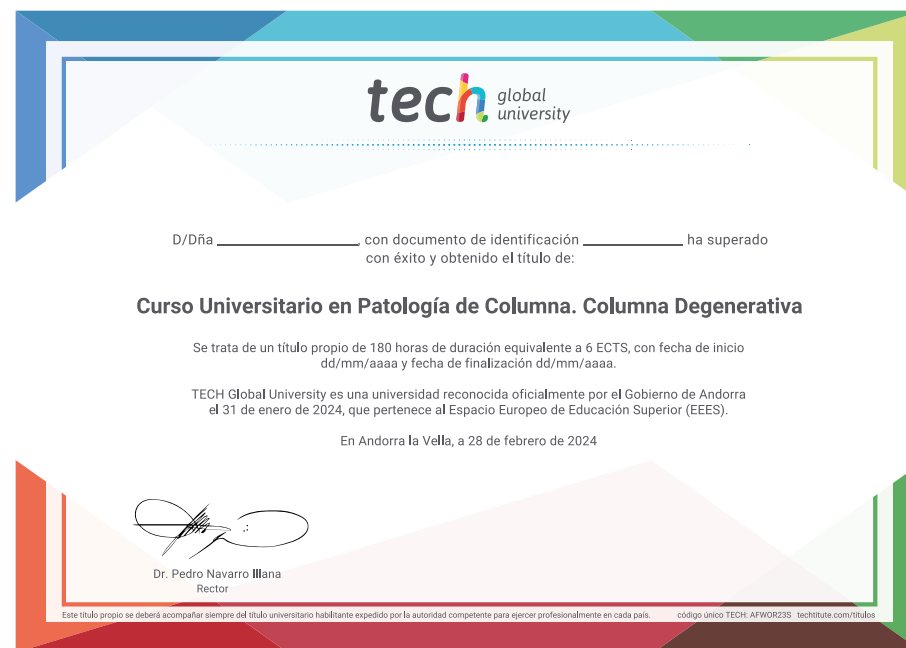 tech global university
D/Dña ________________, con documento de identificación ____________ ha superado
con éxito y obtenido el título de:
Curso Universitario en Patología de Columna. Columna Degenerativa
Se trata de un título propio de 180 horas de duración equivalente a 6 ECTS, con fecha de inicio
dd/mm/aaaa y fecha de finalización dd/mm/aaaa.
TECH Global University es una universidad reconocida oficialmente por el Gobierno de Andorra
el 31 de enero de 2024, que pertenece al Espacio Europeo de Educación Superior (EEES).
En Andorra la Vella, a 28 de febrero de 2024
Dr. Pedro Navarro Illana
Rector
Este título propio se deberá acompañar siempre del título universitario habilitante expedido por la autoridad competente para ejercer profesionalmente en cada país. código único TECH: AFWOR23S techtitute.com/títulos